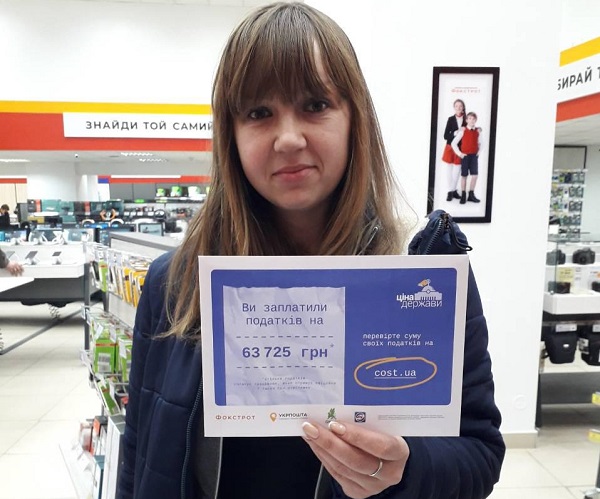 ЗНАЙДИ ТОЙ САМИЙ
БИРАЙ Т
ФОКСТРОТ
Ви заплатили
податків на
63 725 грн
ціна
держави
перевірте суму
своїх податків на
cost.ua
ФОКСТРОТ
УКРПОШТА